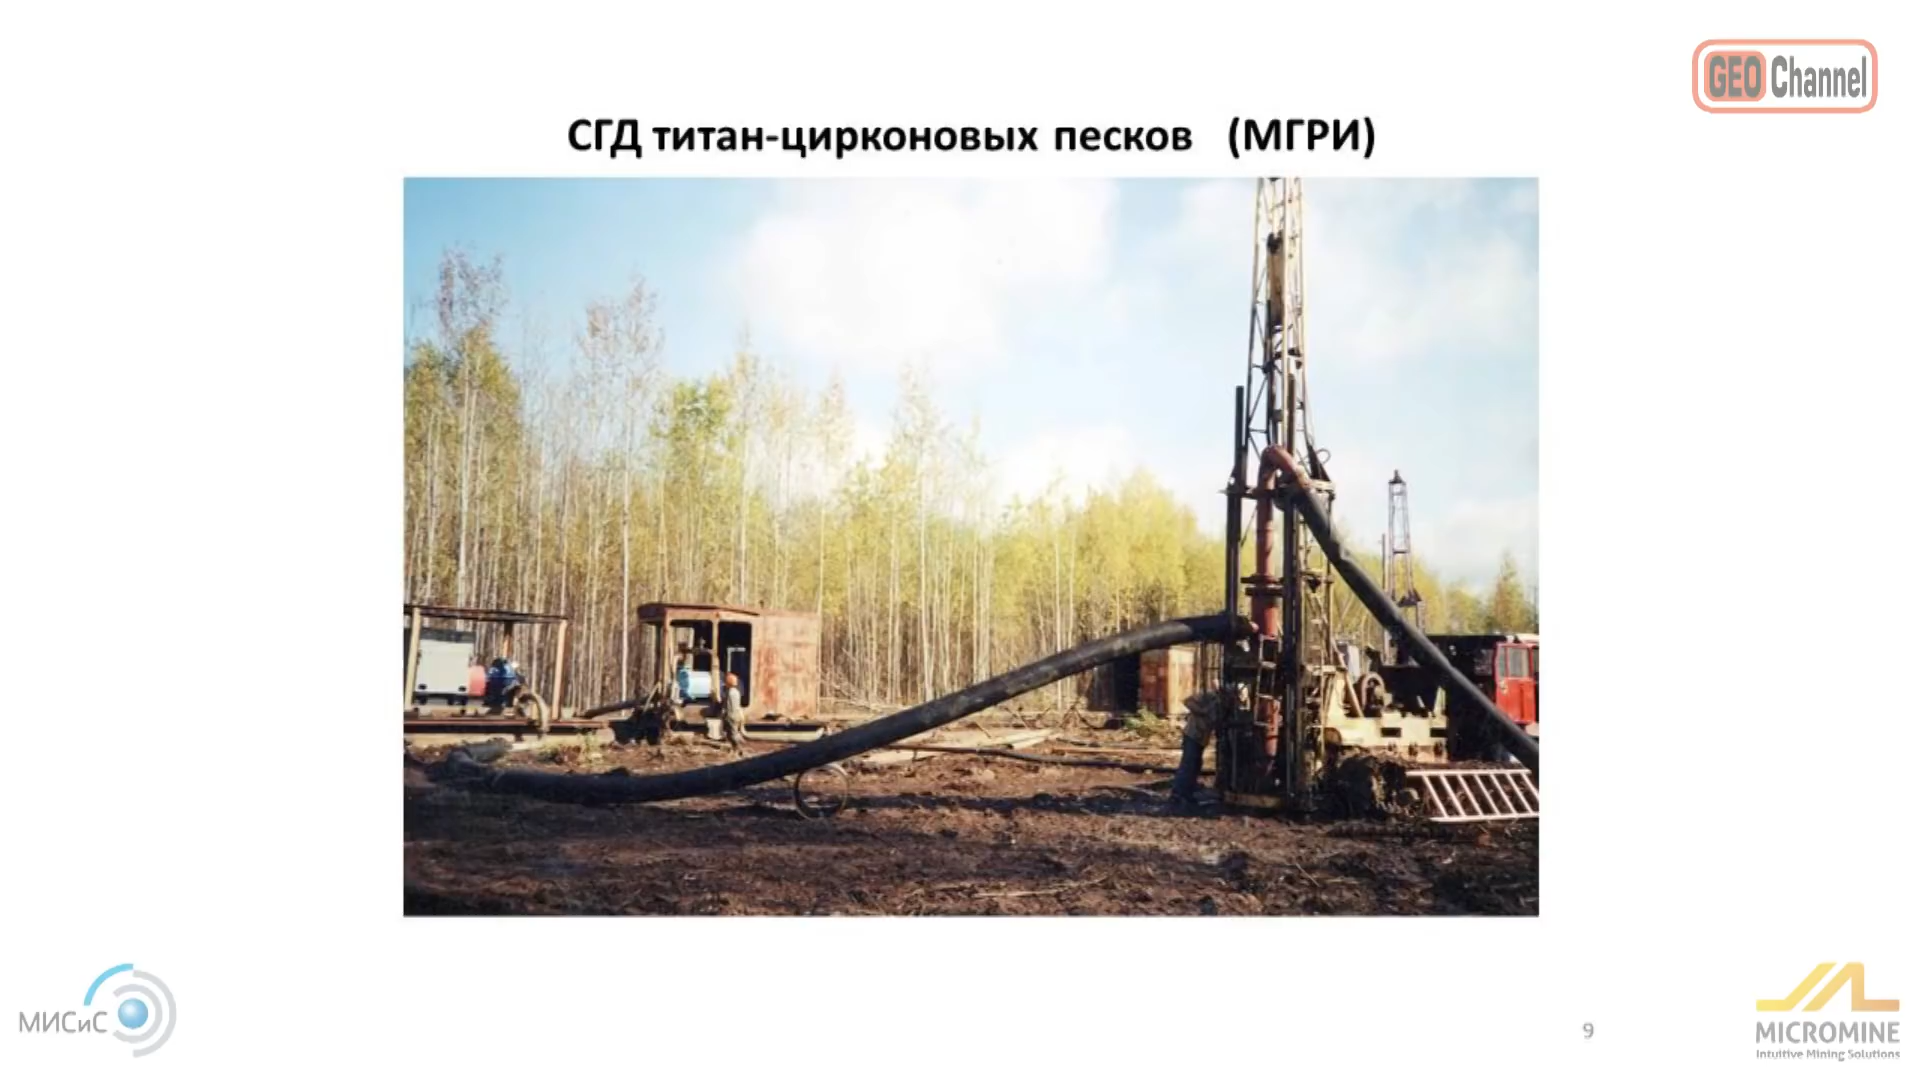 GEO Channel
СГД титан-цирконовых песков (МГРИ)
МИСиС
9
MICROMINE
Intuitive Mining Solutions